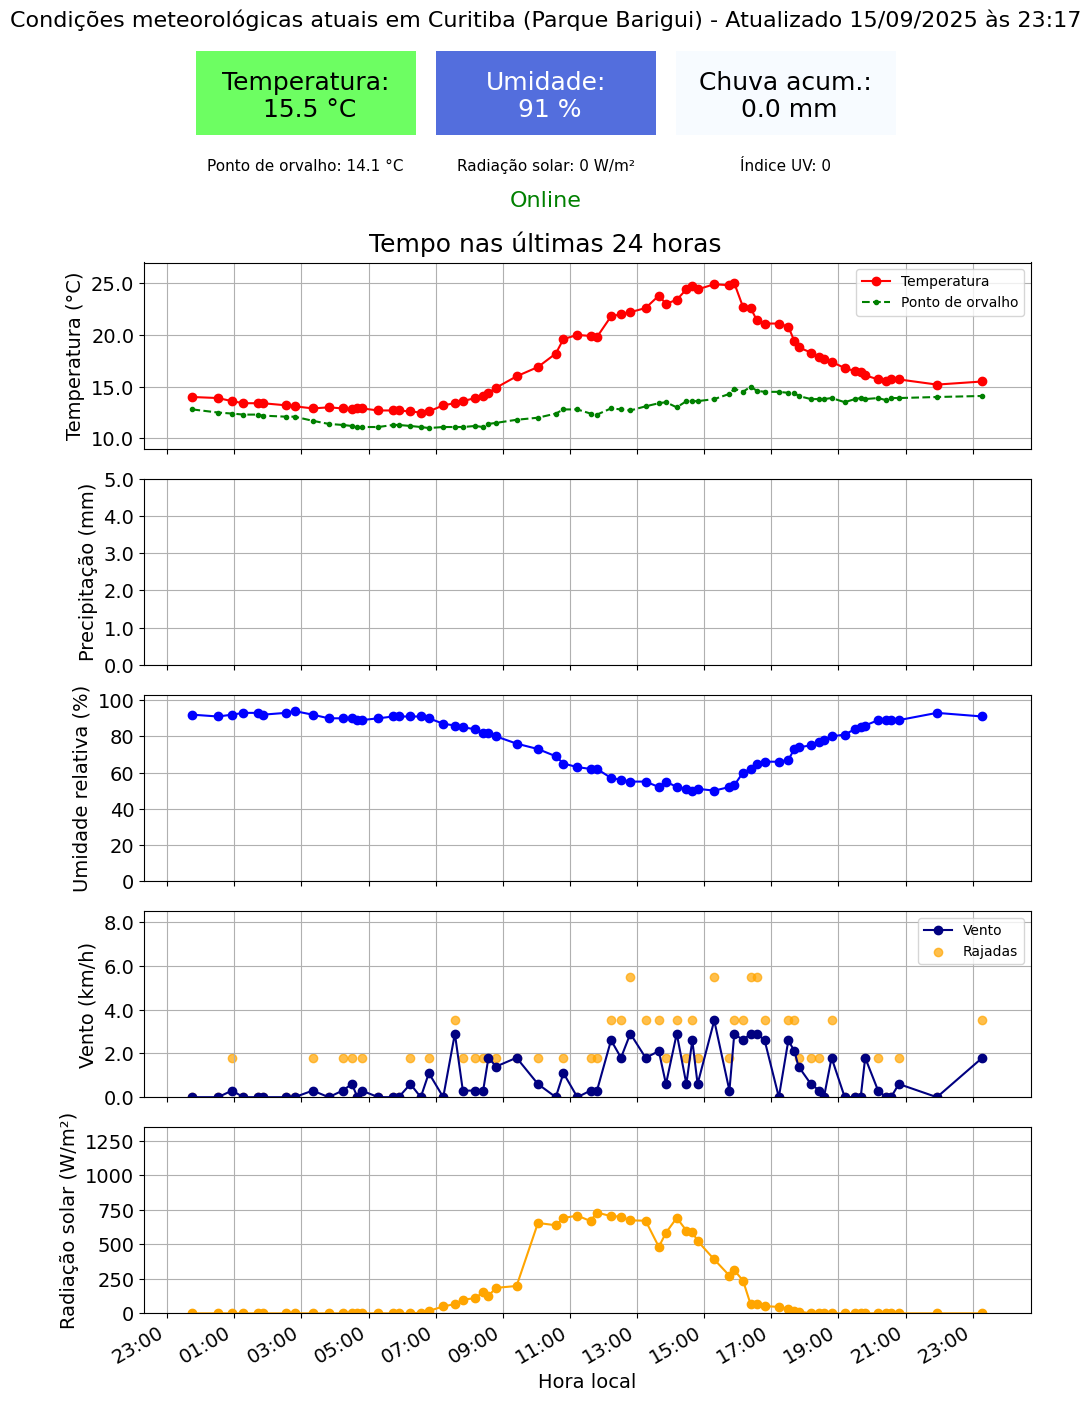 Condições meteorológicas atuais em Curitiba (Parque Barigui) - Atualizado 15/09/2025 às 23:17
Temperatura:
15.5 °C
Umidade:
91 %
Chuva acum.:
0.0 mm
Ponto de orvalho: 14.1 °C
Radiação solar: 0 W/m²
Índice UV: 0
Online
Tempo nas últimas 24 horas
Temperatura (°C)
25.0
20.0
15.0
10.0
Temperatura
Ponto de orvalho
Precipitação (mm)
5.0
4.0
3.0
2.0
1.0
0.0
Umidade relativa (%)
100
80
60
40
20
0
Vento (km/h)
8.0
6.0
4.0
2.0
0.0
Vento
Rajadas
Radiação solar (W/m²)
1250
1000
750
500
250
0
23:00
01:00
03:00
05:00
07:00
09:00
11:00
13:00
15:00
17:00
19:00
21:00
23:00
Hora local